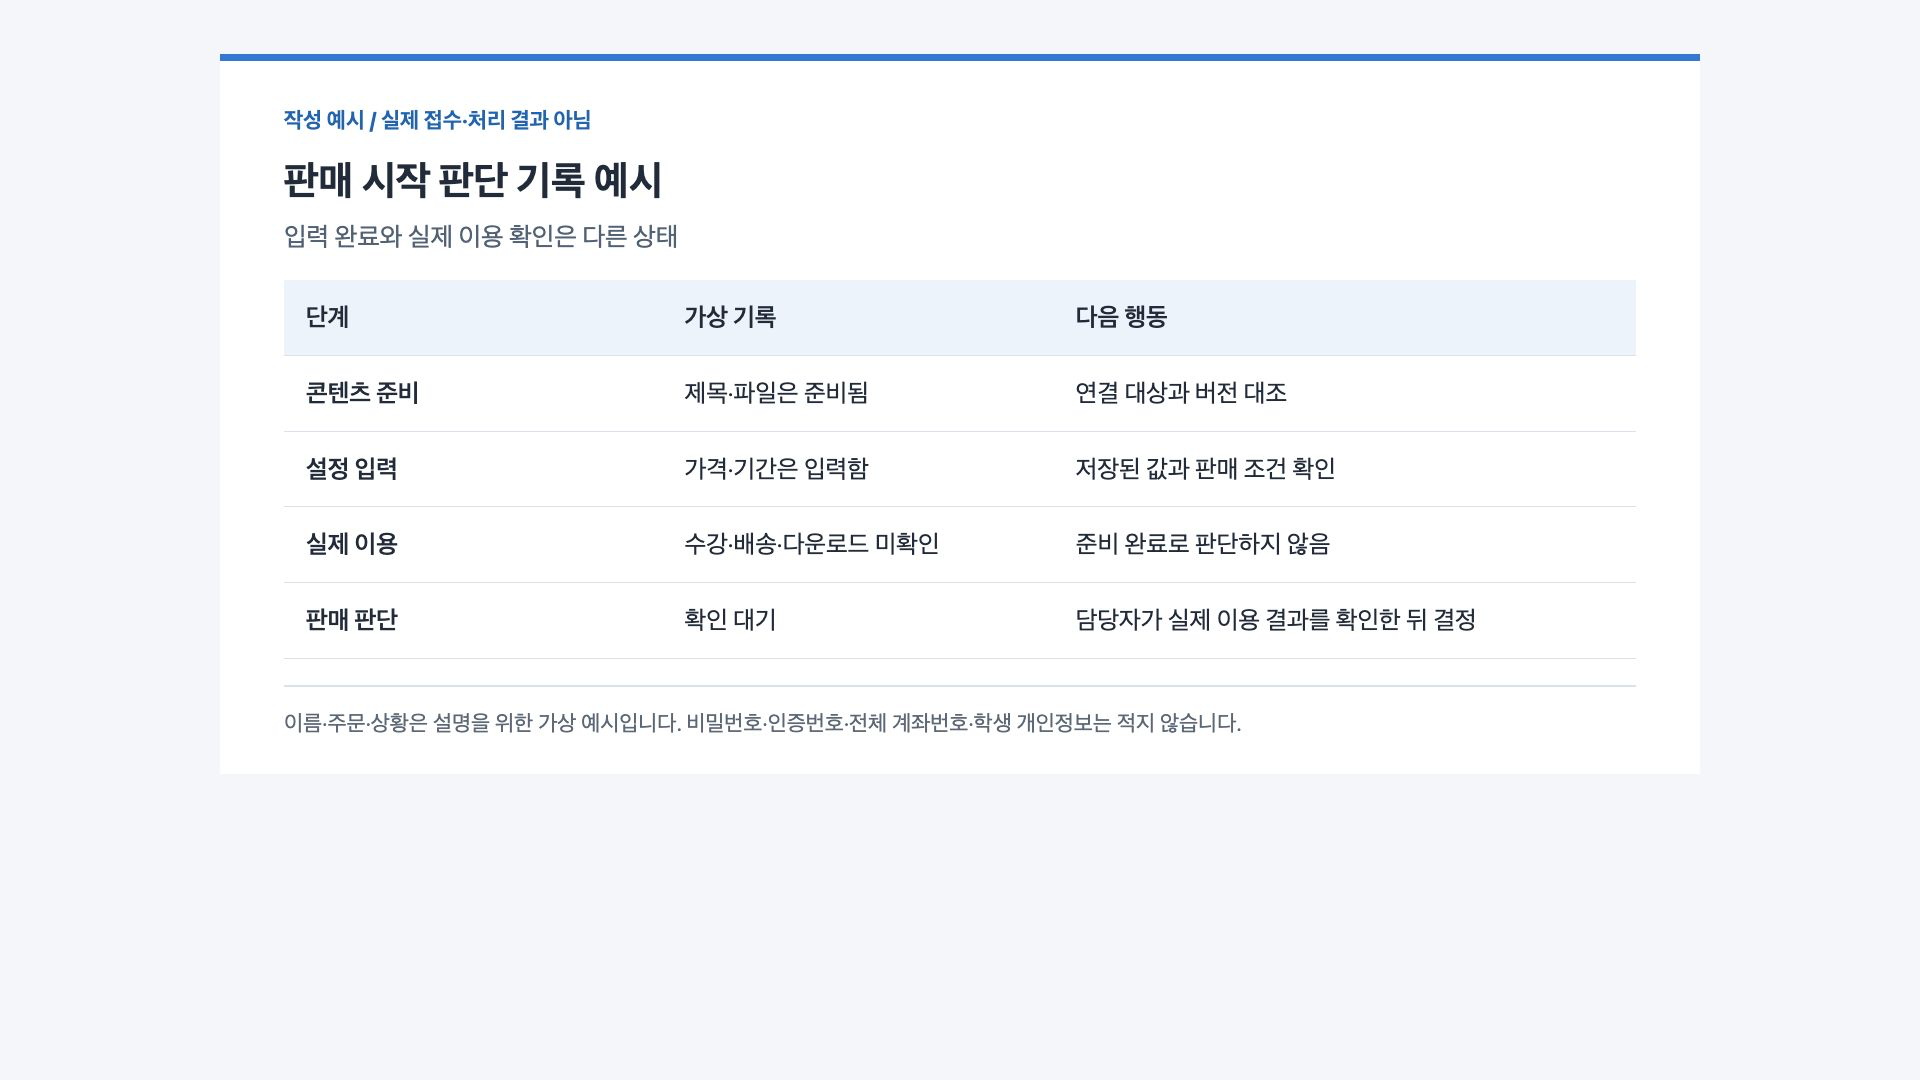 작성 예시 / 실제 접수·처리 결과 아님
판매 시작 판단 기록 예시
입력 완료와 실제 이용 확인은 다른 상태
단계 가상 기록 다음 행동
콘텐츠 준비 제목·파일은 준비됨 연결 대상과 버전 대조
설정 입력 가격·기간은 입력함 저장된 값과 판매 조건 확인
실제 이용 수강·배송·다운로드 미확인 준비 완료로 판단하지 않음
판매 판단 확인 대기 담당자가 실제 이용 결과를 확인한 뒤 결정
이름·주문·상황은 설명을 위한 가상 예시입니다. 비밀번호·인증번호·전체 계좌번호·학생 개인정보는 적지 않습니다.